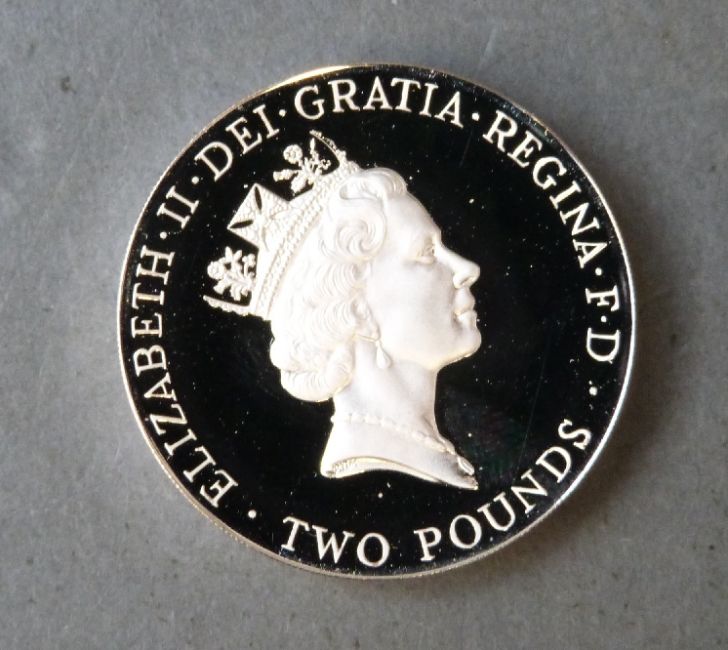 · ELIZABETH · II · DEI · GRATIA · REGINA · F · D ·
TWO POUNDS